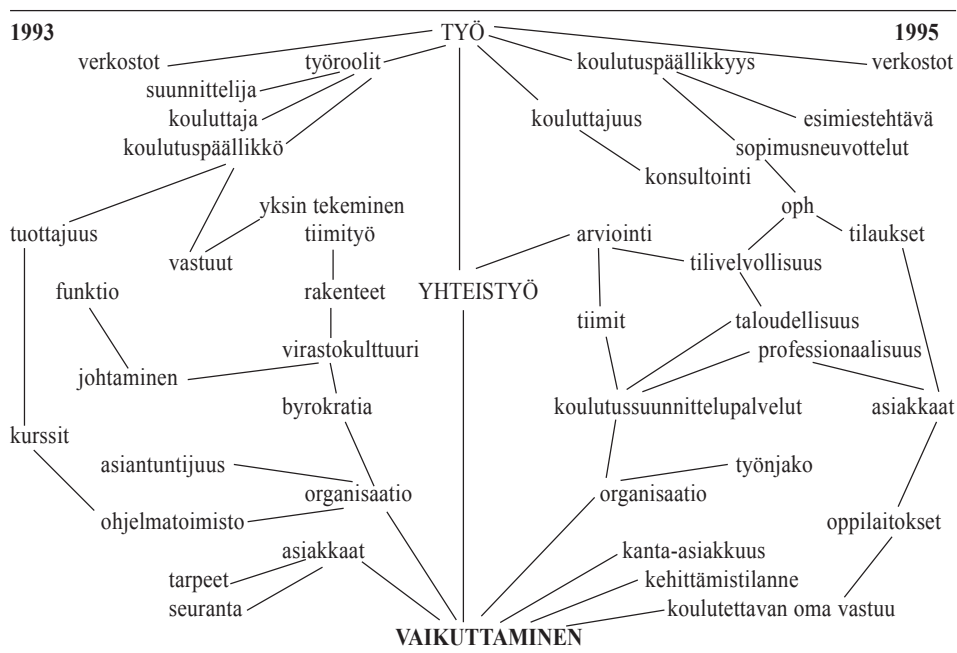 1993 TYÖ 1995
verkostot työroolit koulutuspäällikkyys verkostot
suunnittelija
kouluttaja kouluttajuus esimiestehtävä
koulutuspäällikkö sopimusneuvottelut
konsultointi
yksin tekeminen oph
tuottajuus tiimityö arviointi tilaukset
vastuut tilivelvollisuus
funktio rakenteet YHTEISTYÖ
tiimit taloudellisuus
virastokulttuuri professionaalisuus
johtaminen
byrokratia koulutussuunnittelupalvelut asiakkaat
kurssit
asiantuntijuus työnjako
organisaatio organisaatio
ohjelmatoimisto oppilaitokset
asiakkaat kanta-asiakkuus
tarpeet kehittämistilanne
seuranta koulutettavan oma vastuu
VAIKUTTAMINEN